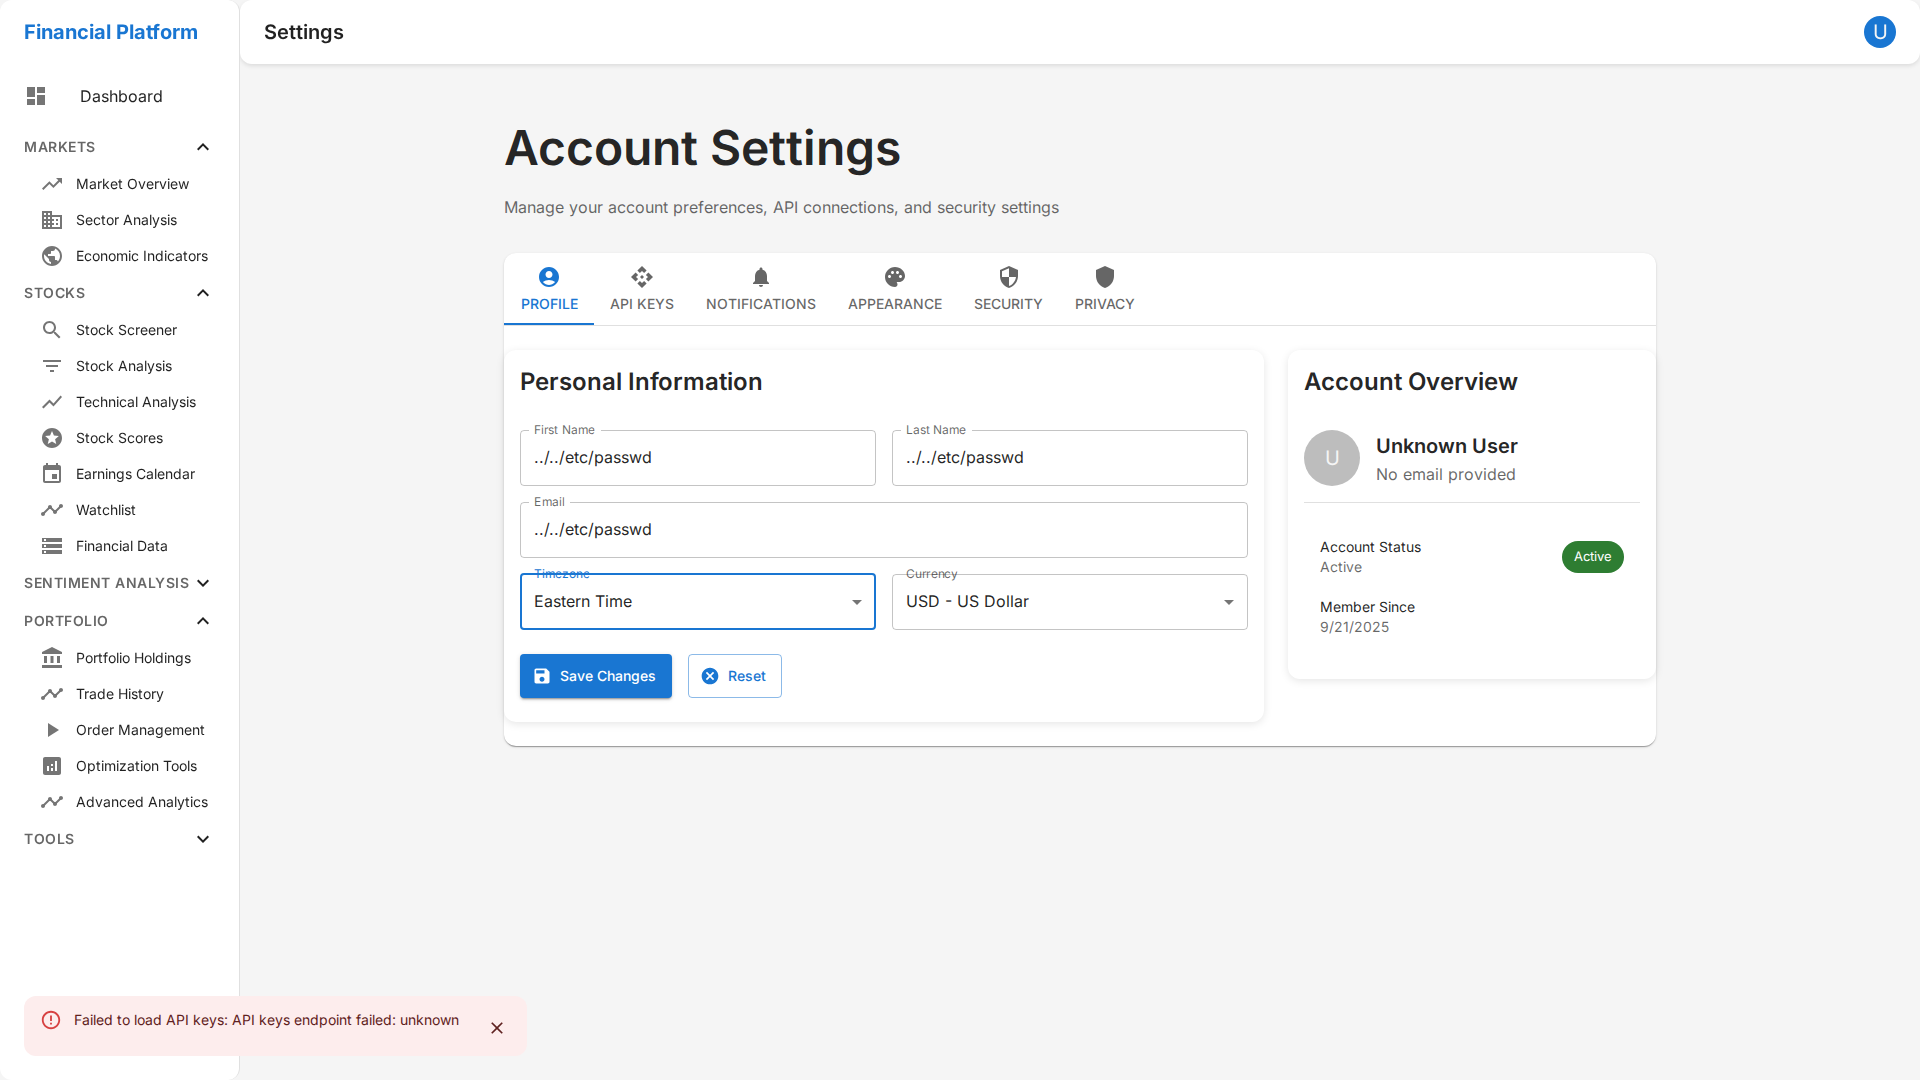 Financial Platform
Settings
U
Dashboard
MARKETS
Market Overview
Sector Analysis
Economic Indicators
STOCKS
Stock Screener
Stock Analysis
Technical Analysis
Stock Scores
Earnings Calendar
Watchlist
Financial Data
SENTIMENT ANALYSIS
PORTFOLIO
Portfolio Holdings
Trade History
Order Management
Optimization Tools
Advanced Analytics
TOOLS
Account Settings
Manage your account preferences, API connections, and security settings
PROFILE
API KEYS
NOTIFICATIONS
APPEARANCE
SECURITY
PRIVACY
Personal Information
First Name
../../etc/passwd
Last Name
../../etc/passwd
Email
../../etc/passwd
Timezone
Eastern Time
Currency
USD - US Dollar
Save Changes
Reset
Account Overview
U
Unknown User
No email provided
Account Status
Active
Active
Member Since
9/21/2025
Failed to load API keys: API keys endpoint failed: unknown